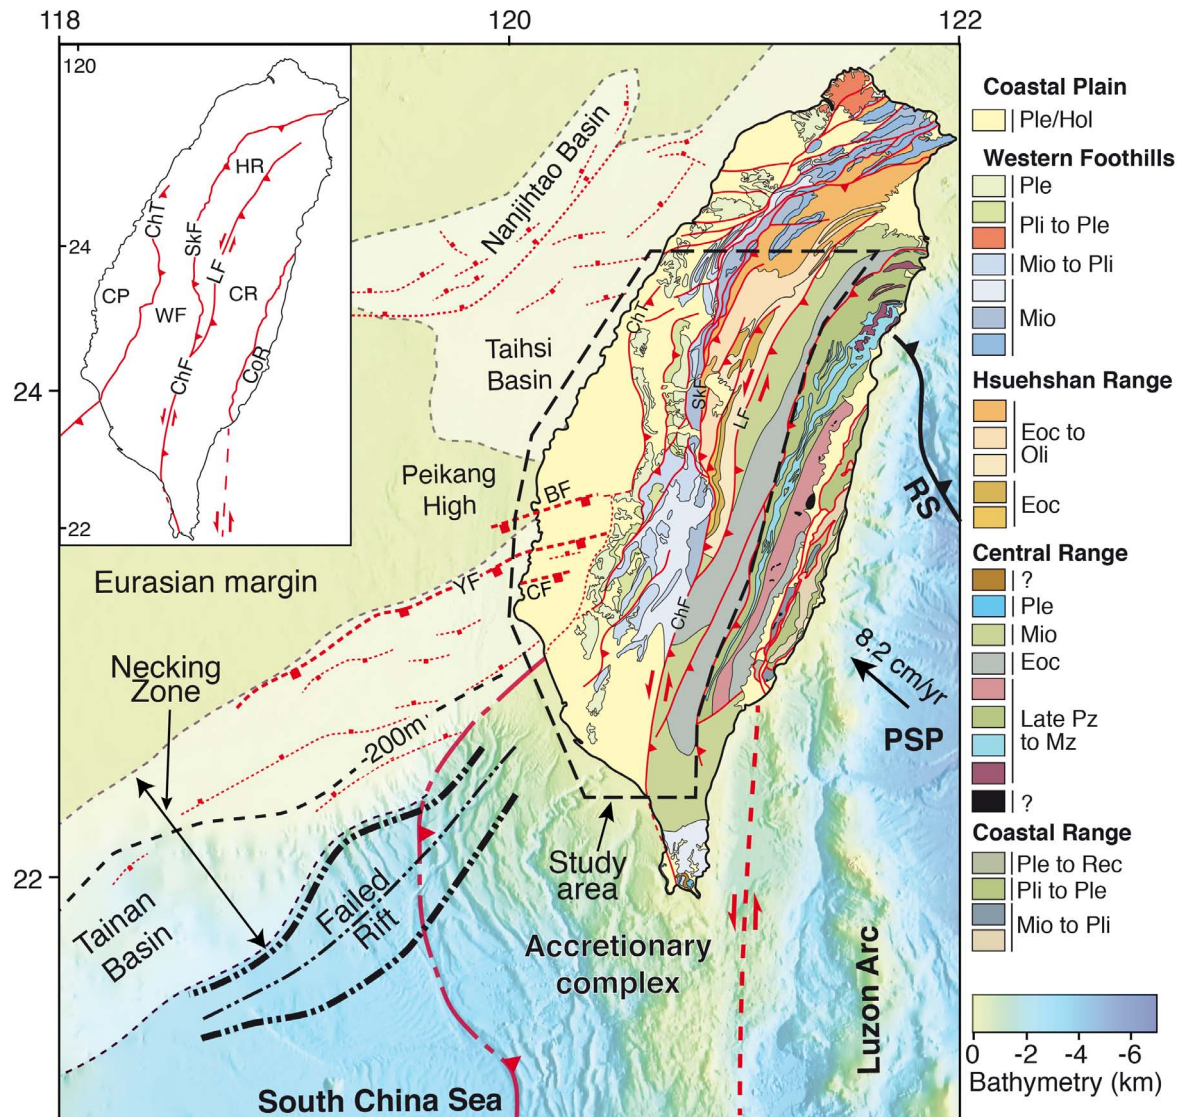 118
120
122
120
24
22
ChT
SkF
HR
LF
CP
WF
CR
ChF
CoR
24
22
Nanjihtao Basin
Taihsi
Basin
Peikang
High
Eurasian margin
Necking
Zone
-200m
Tainan
Basin
Failed
Rift
BF
YF
CF
ChT
SkF
LF
ChF
RS
8.2 cm/yr
PSP
Study
area
Accretionary
complex
Luzon Arc
South China Sea
Coastal Plain
Ple/Hol
Western Foothills
Ple
Pli to Ple
Mio to Pli
Mio
Hsuehshan Range
Eoc to
Oli
Eoc
Central Range
?
Ple
Mio
Eoc
Late Pz
to Mz
?
Coastal Range
Ple to Rec
Pli to Ple
Mio to Pli
0 -2 -4 -6
Bathymetry (km)